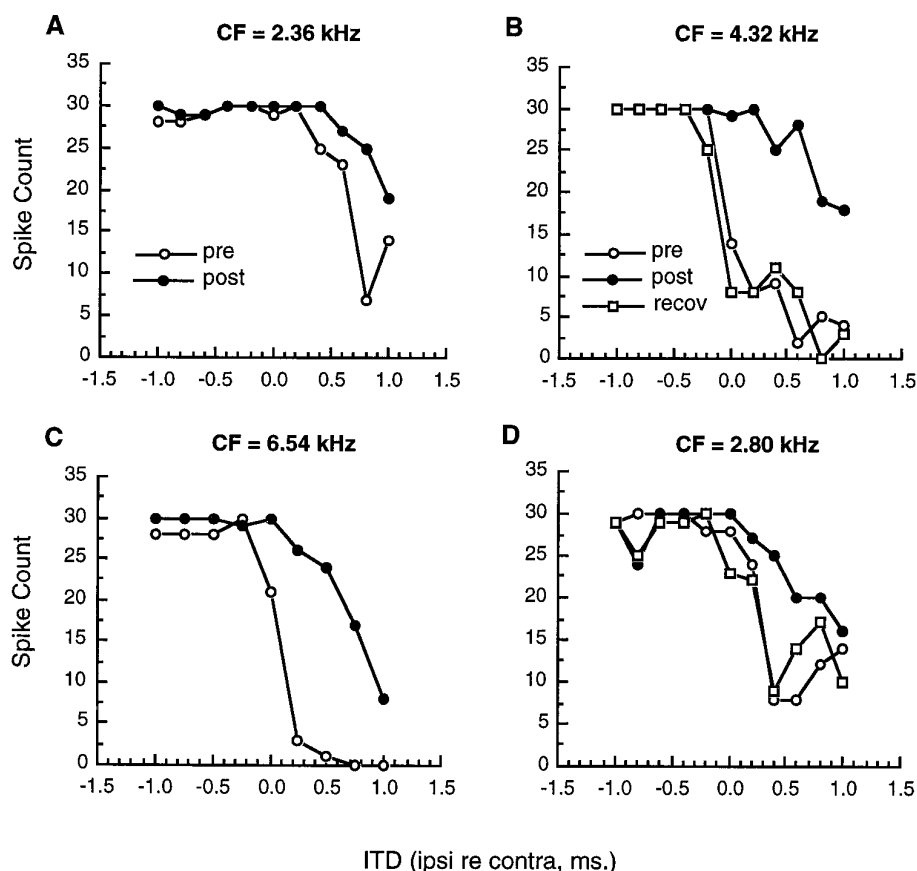 A
CF = 2.36 kHz
35
30
25
20
15
10
5
0
Spike Count
pre
post
-1.5 -1.0 -0.5 0.0 0.5 1.0 1.5
B
CF = 4.32 kHz
35
30
25
20
15
10
5
0
pre
post
recov
-1.5 -1.0 -0.5 0.0 0.5 1.0 1.5
C
CF = 6.54 kHz
35
30
25
20
15
10
5
0
Spike Count
-1.5 -1.0 -0.5 0.0 0.5 1.0 1.5
D
CF = 2.80 kHz
35
30
25
20
15
10
5
0
-1.5 -1.0 -0.5 0.0 0.5 1.0 1.5
ITD (ipsi re contra, ms.)